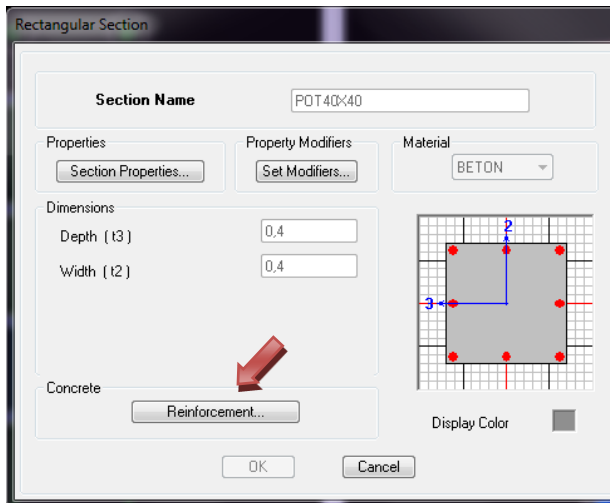 Rectangular Section
Section Name
POT40X40
Properties
Section Properties...
Property Modifiers
Set Modifiers...
Material
BETON
Dimensions
Depth ( t3 )
0,4
Width ( t2 )
0,4
2
3
Concrete
Reinforcement...
Display Color
OK
Cancel